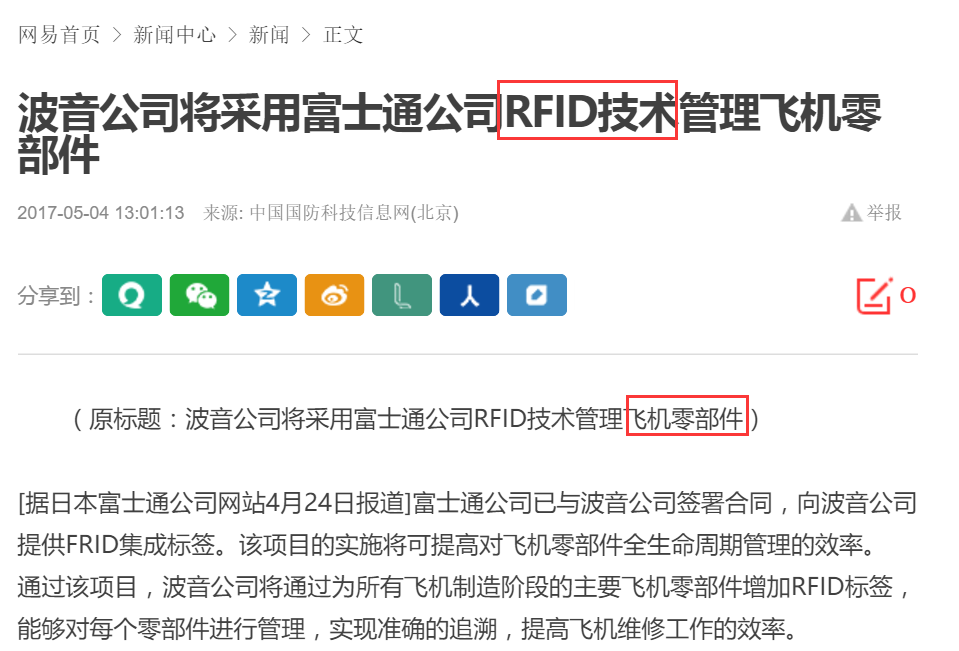 网易首页 > 新闻中心 > 新闻 > 正文
波音公司将采用富士通公司RFID技术管理飞机零
部件
2017-05-04 13:01:13 来源: 中国国防科技信息网(北京)
举报
分享到：
人
0
（原标题：波音公司将采用富士通公司RFID技术管理飞机零部件）
[据日本富士通公司网站4月24日报道]富士通公司已与波音公司签署合同，向波音公司
提供FRID集成标签。该项目的实施将可提高对飞机零部件全生命周期管理的效率。
通过该项目，波音公司将通过为所有飞机制造阶段的主要飞机零部件增加RFID标签，
能够对每个零部件进行管理，实现准确的追溯，提高飞机维修工作的效率。